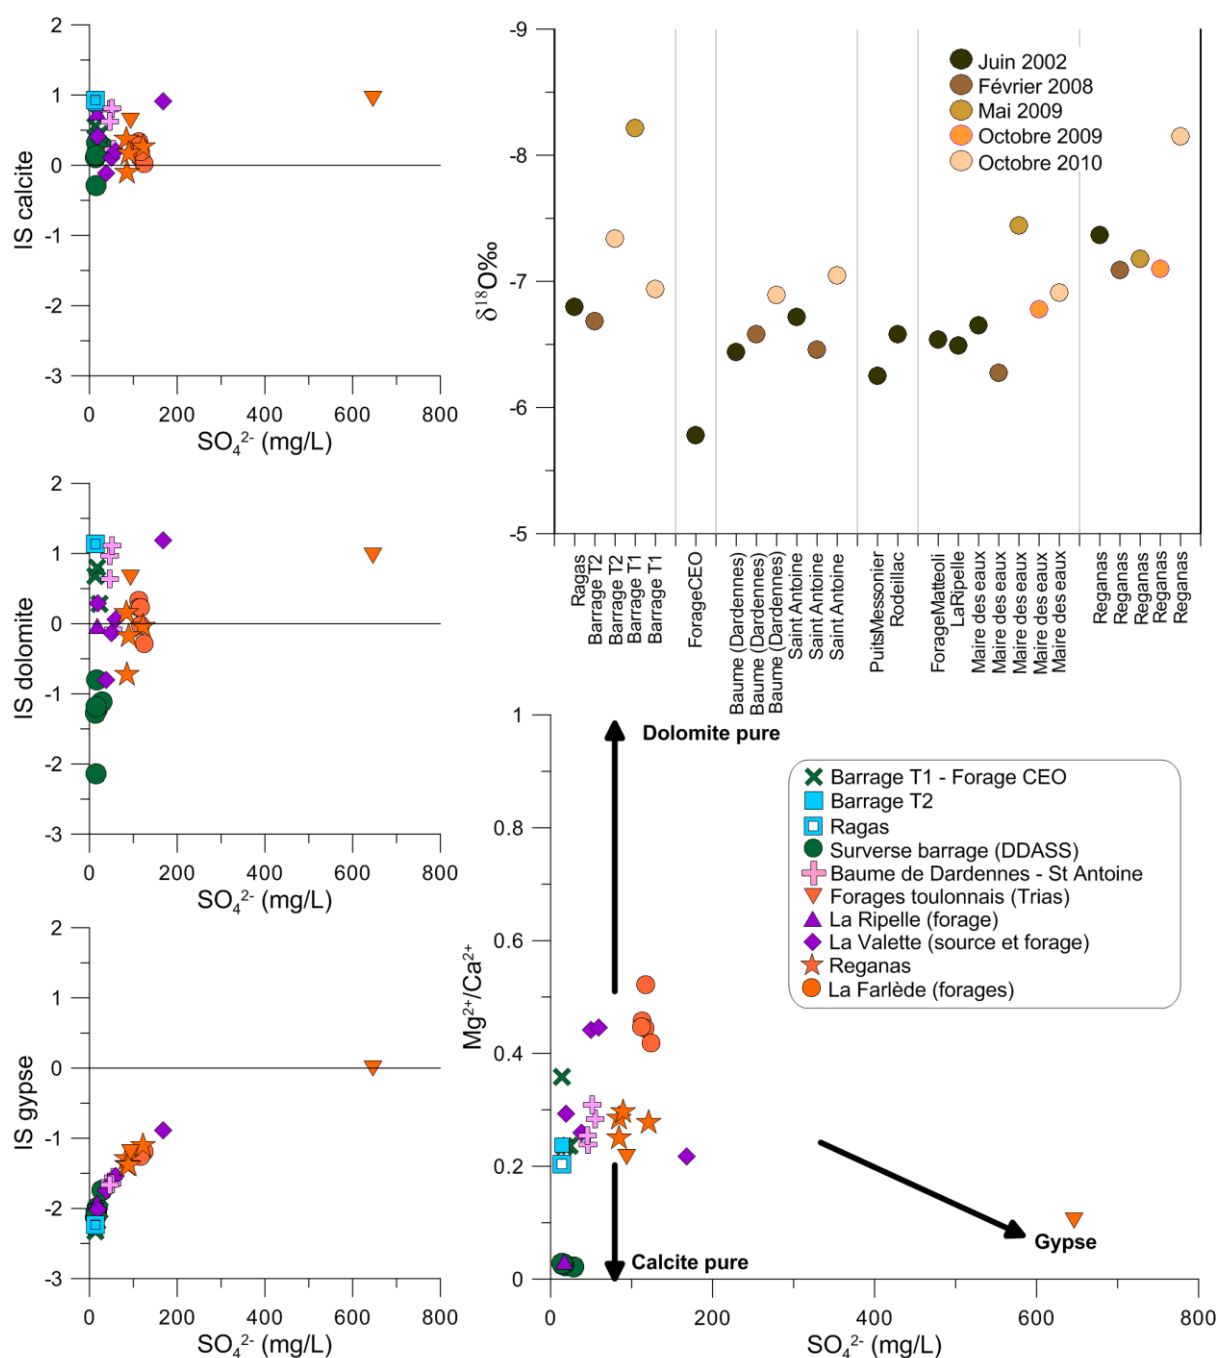 2
1
0
-1
-2
-3
IS calcite
0 200 400 600 800
SO₄²⁻ (mg/L)
2
1
0
-1
-2
-3
IS dolomite
0 200 400 600 800
SO₄²⁻ (mg/L)
2
1
0
-1
-2
-3
IS gypse
0 200 400 600 800
SO₄²⁻ (mg/L)
-9
-8
-7
-6
-5
δ¹⁸O‰
Juin 2002
Février 2008
Mai 2009
Octobre 2009
Octobre 2010
Ragas
Barrage T2
Barrage T2
Barrage T1
Barrage T1
ForageCEO
Baume (Dardennes)
Baume (Dardennes)
Baume (Dardennes)
Saint Antoine
Saint Antoine
Saint Antoine
PuitsMessonier
Rodeillac
ForageMatteoli
LaRipelle
Maire des eaux
Maire des eaux
Maire des eaux
Maire des eaux
Maire des eaux
Reganas
Reganas
Reganas
Reganas
Reganas
1
0.8
0.6
0.4
0.2
0
Mg²⁺/Ca²⁺
Dolomite pure
Barrage T1 - Forage CEO
Barrage T2
Ragas
Surverse barrage (DDASS)
Baume de Dardennes - St Antoine
Forages toulonnais (Trias)
La Ripelle (forage)
La Valette (source et forage)
Reganas
La Farlède (forages)
Gypse
Calcite pure
0 200 400 600 800
SO₄²⁻ (mg/L)